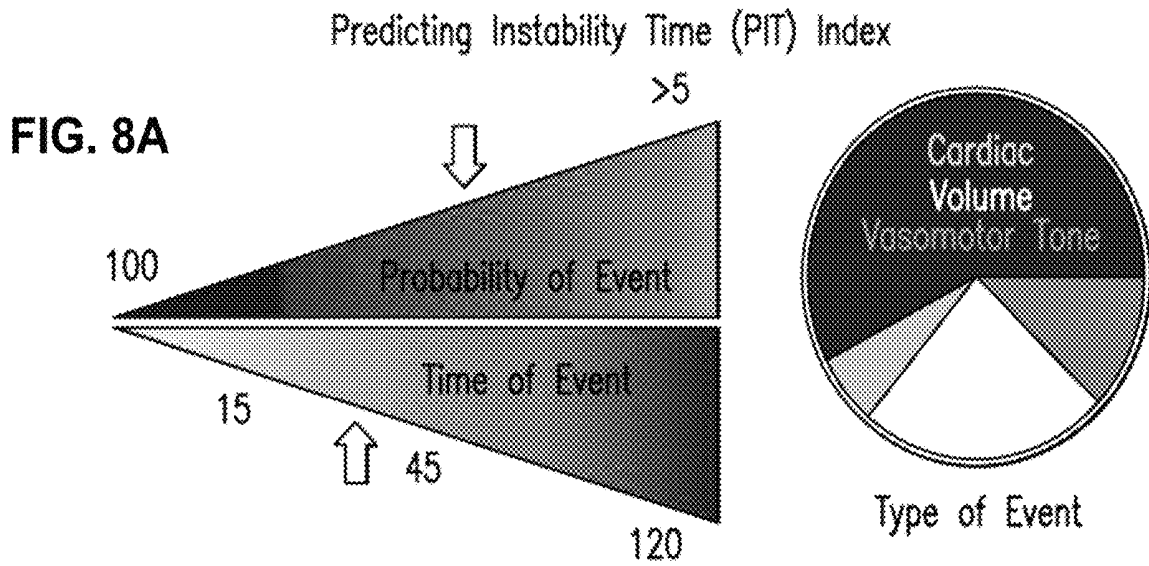 Predicting Instability Time (PIT) Index
FIG. 8A
>5
100
Probability of Event
Time of Event
15
45
120
Cardiac
Volume
Vasomotor Tone
Type of Event